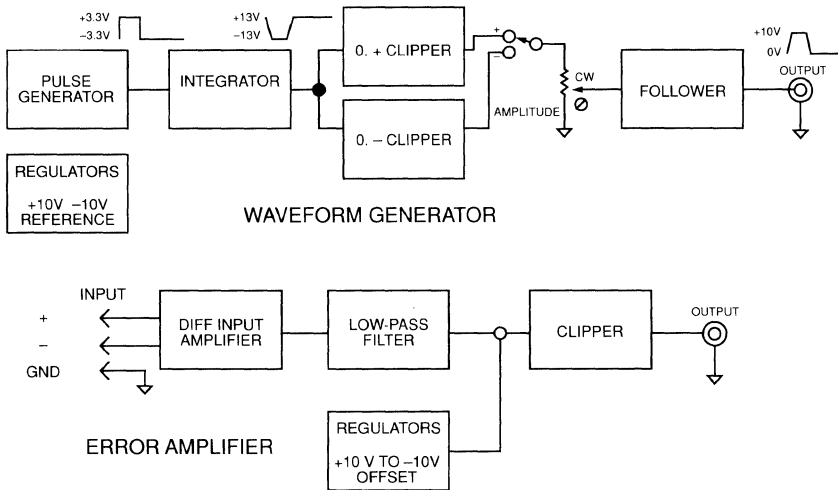 +3.3V
−3.3V
+13V
−13V
+10V
0V
PULSE
GENERATOR
INTEGRATOR
0. + CLIPPER
0. − CLIPPER
+
−
CW
AMPLITUDE
FOLLOWER
OUTPUT
REGULATORS
+10V −10V
REFERENCE
WAVEFORM GENERATOR
INPUT
+
−
GND
DIFF INPUT
AMPLIFIER
LOW-PASS
FILTER
CLIPPER
OUTPUT
REGULATORS
+10 V TO −10V
OFFSET
ERROR AMPLIFIER